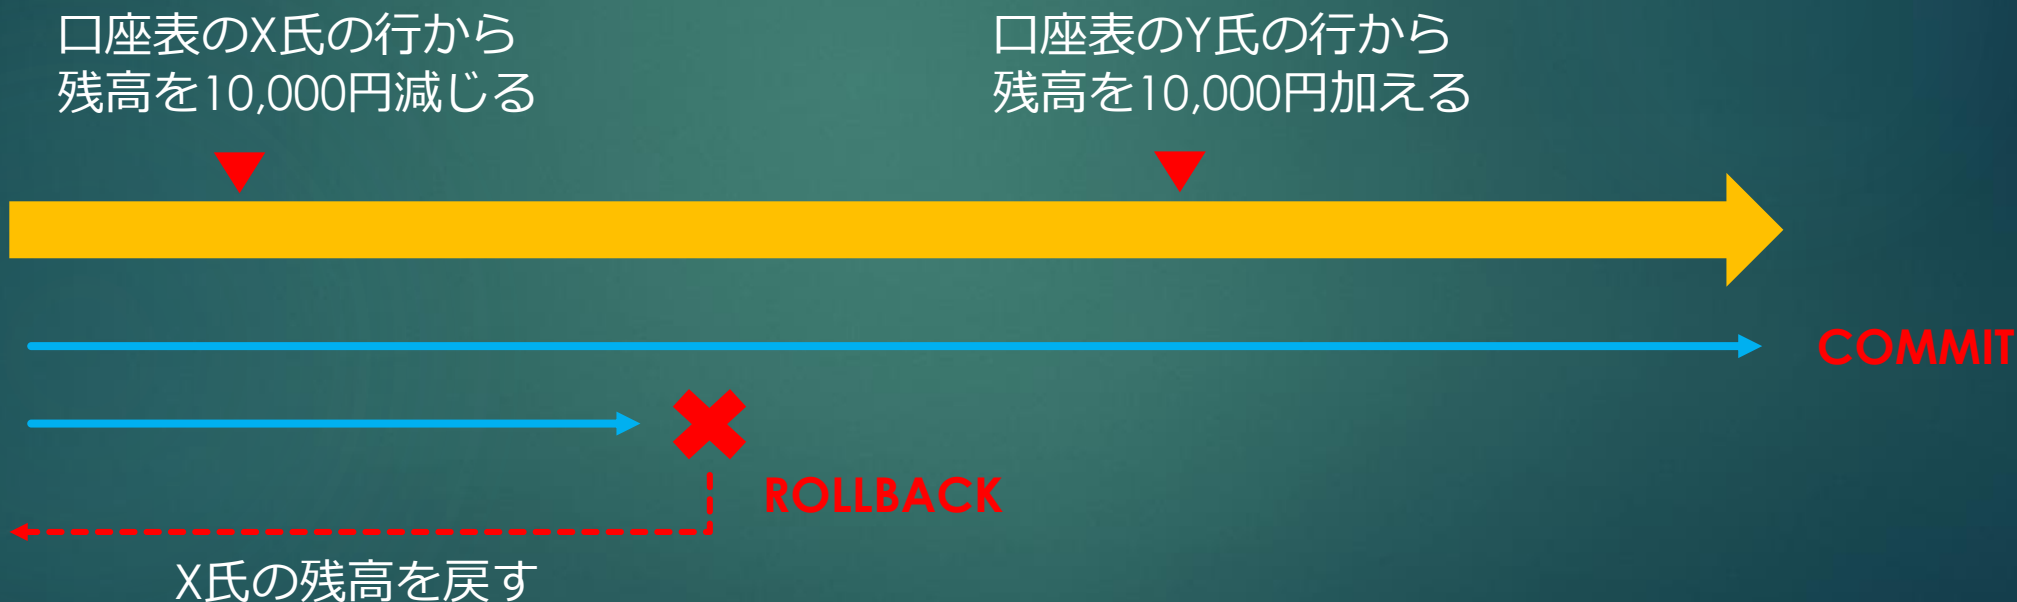 口座表のX氏の行から
残高を10,000円減じる
口座表のY氏の行から
残高を10,000円加える
COMMIT
ROLLBACK
X氏の残高を戻す